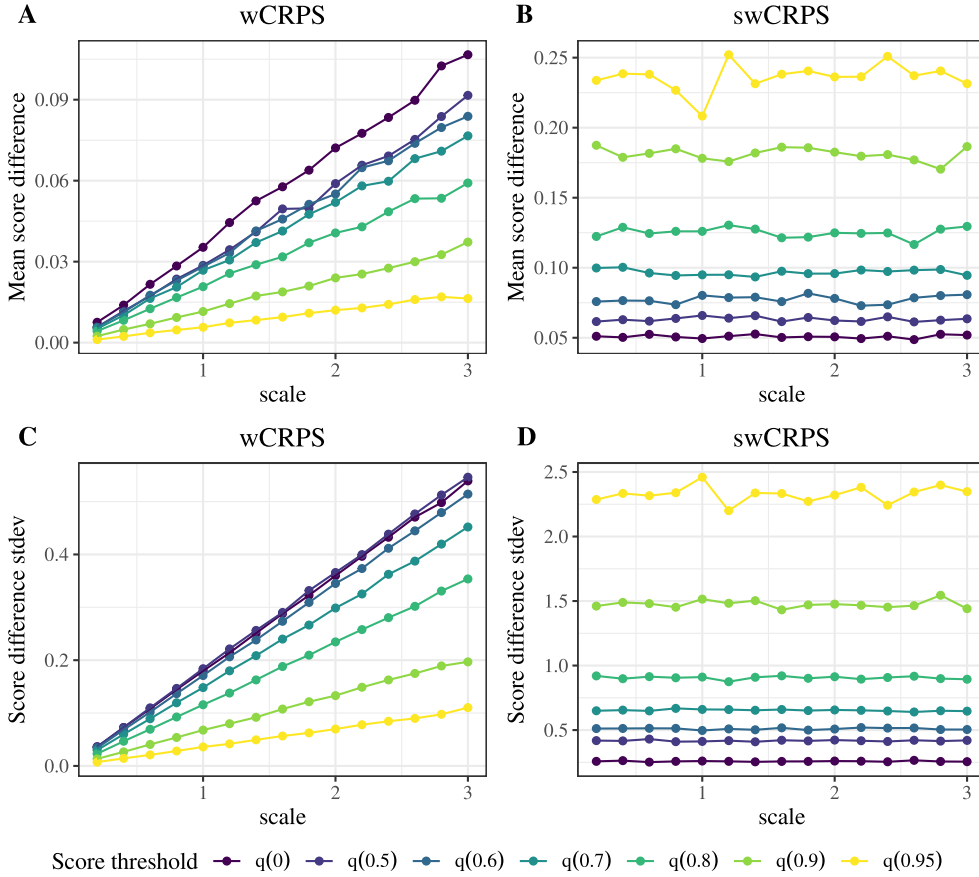 A
wCRPS
Mean score difference
0.09
0.06
0.03
0.00
1
2
3
scale
B
swCRPS
Mean score difference
0.25
0.20
0.15
0.10
0.05
1
2
3
scale
C
wCRPS
Score difference stdev
0.4
0.2
0.0
1
2
3
scale
D
swCRPS
Score difference stdev
2.5
2.0
1.5
1.0
0.5
1
2
3
scale
Score threshold q(0) q(0.5) q(0.6) q(0.7) q(0.8) q(0.9) q(0.95)